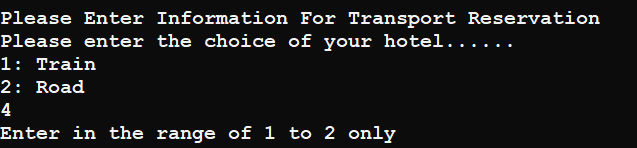 Please Enter Information For Transport Reservation
Please enter the choice of your hotel......
1: Train
2: Road
4
Enter in the range of 1 to 2 only